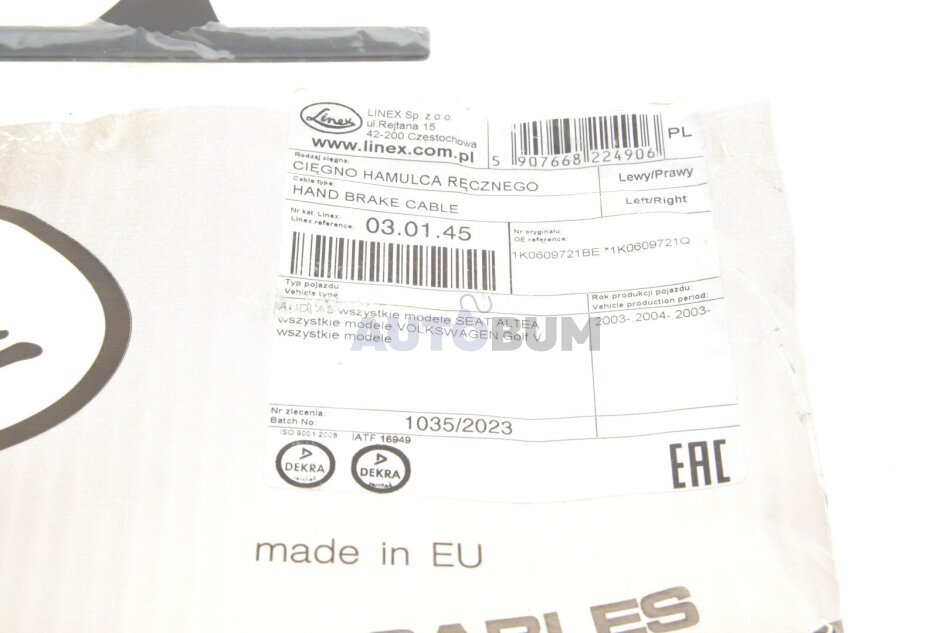 Linex
LINEX Sp. z o.o
ul.Rejtana 15
42-200 Częstochowa
www.linex.com.pl
5 907668 224906
PL
Rodzaj cięgna:
CIĘGNO HAMULCA RĘCZNEGO
Lewy/Prawy
Cable type:
HAND BRAKE CABLE
Left/Right
Nr kat. Linex:
Linex reference:
03.01.45
Nr oryginału:
OE reference:
1K0609721BE *1K0609721Q
Typ pojazdu:
Vehicle type
Rok produkcji pojazdu:
Vehicle production period:
AUDI A3 wszystkie modele SEAT ALTEA
wszystkie modele VOLKSWAGEN Golf V
wszystkie modele
2003-,2004-,2003-
AUTOBUM
Nr zlecenia
Batch No
1035/2023
ISO 9001:2008
IATF 16949
DEKRA
DEKRA
EAC
made in EU
CABLES